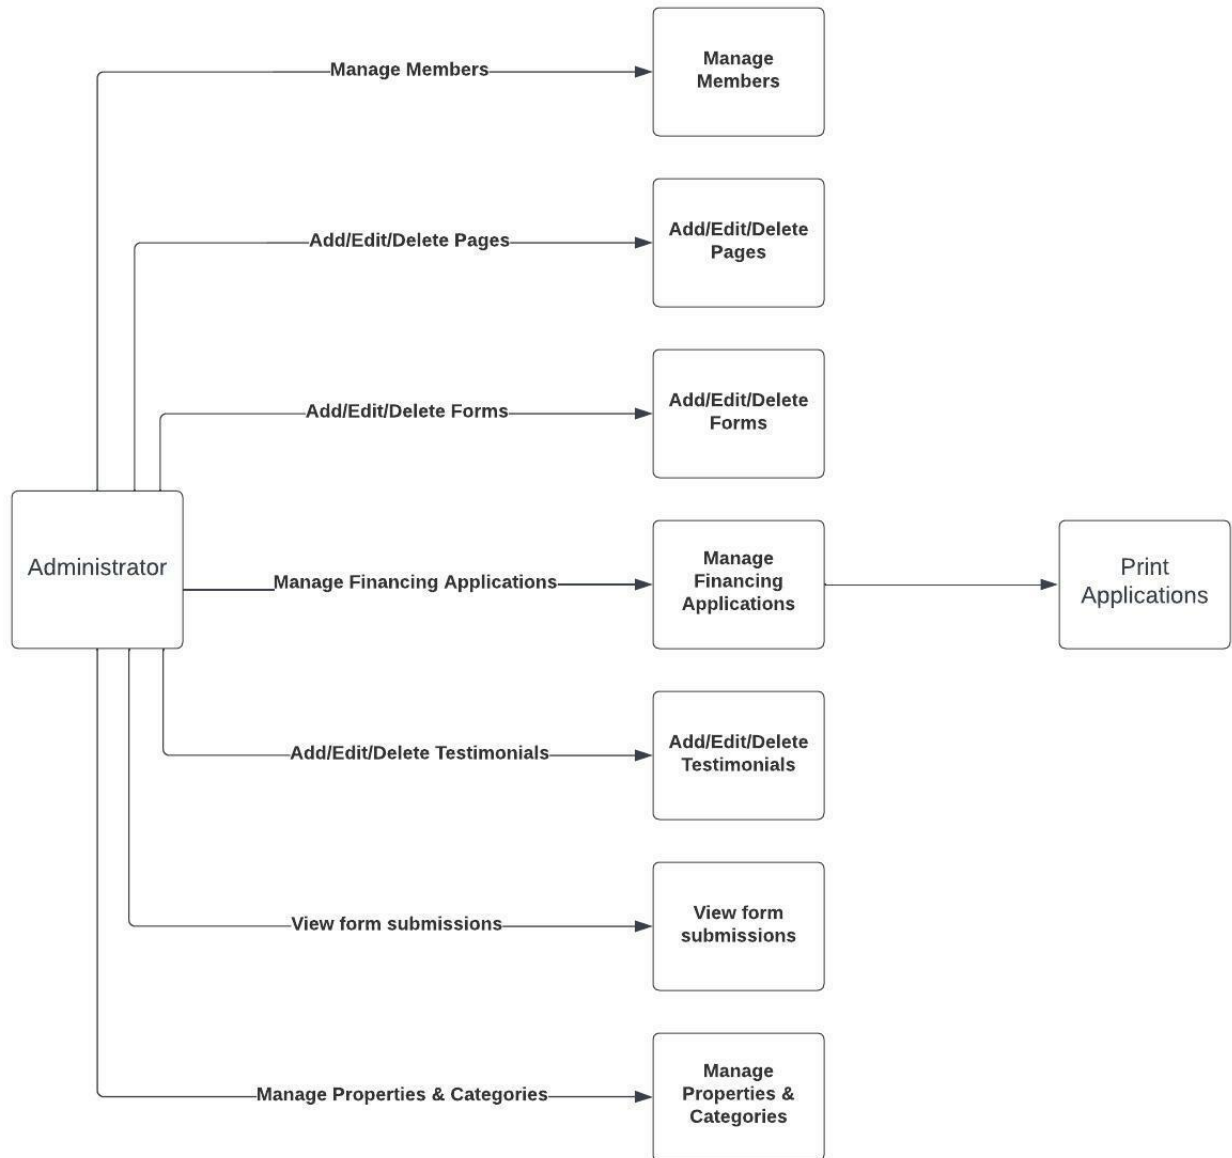 Manage Members
Manage
Members
Add/Edit/Delete Pages
Add/Edit/Delete
Pages
Add/Edit/Delete Forms
Add/Edit/Delete
Forms
Administrator
Manage Financing Applications
Manage
Financing
Applications
Print
Applications
Add/Edit/Delete Testimonials
Add/Edit/Delete
Testimonials
View form submissions
View form
submissions
Manage Properties & Categories
Manage
Properties &
Categories